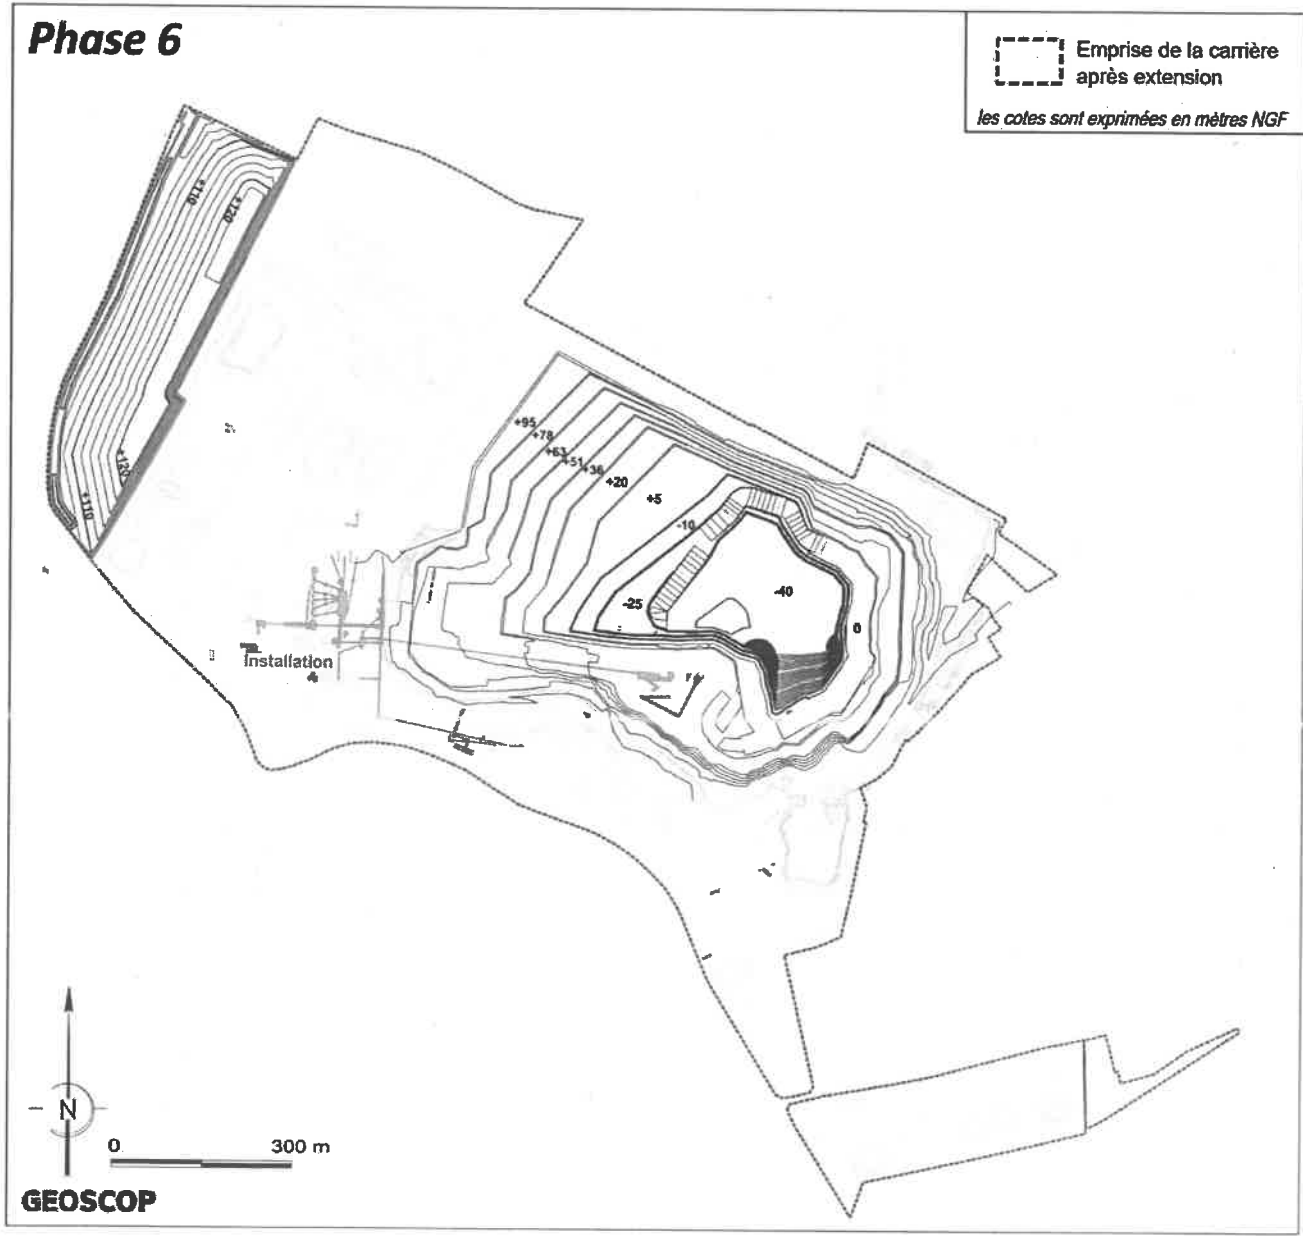 Phase 6
Emprise de la carrière
après extension
les cotes sont exprimées en mètres NGF
+110
+120
+95
+78
+63
+51
+36
+20
+5
-10
-25
-40
0
+120
+110
Installation
N
0
300 m
GEOSCOP